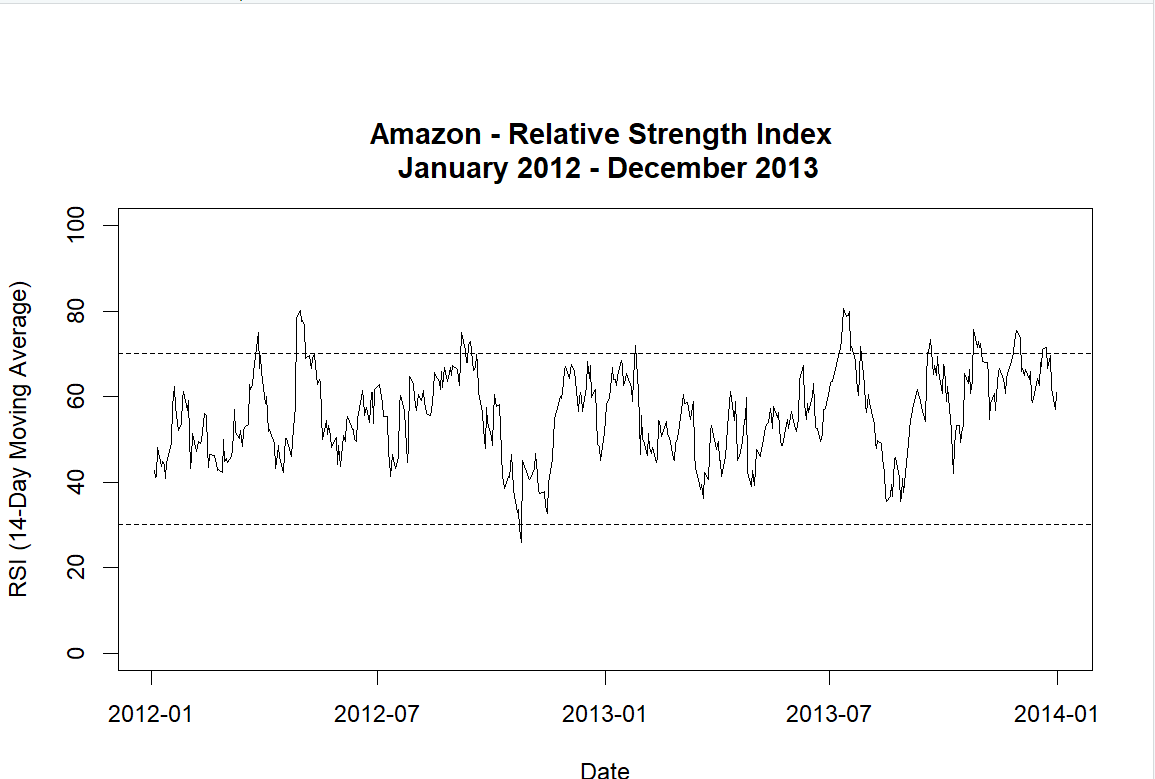 Amazon - Relative Strength Index
January 2012 - December 2013
RSI (14-Day Moving Average)
100
80
60
40
20
0
2012-01 2012-07 2013-01 2013-07 2014-01
Date